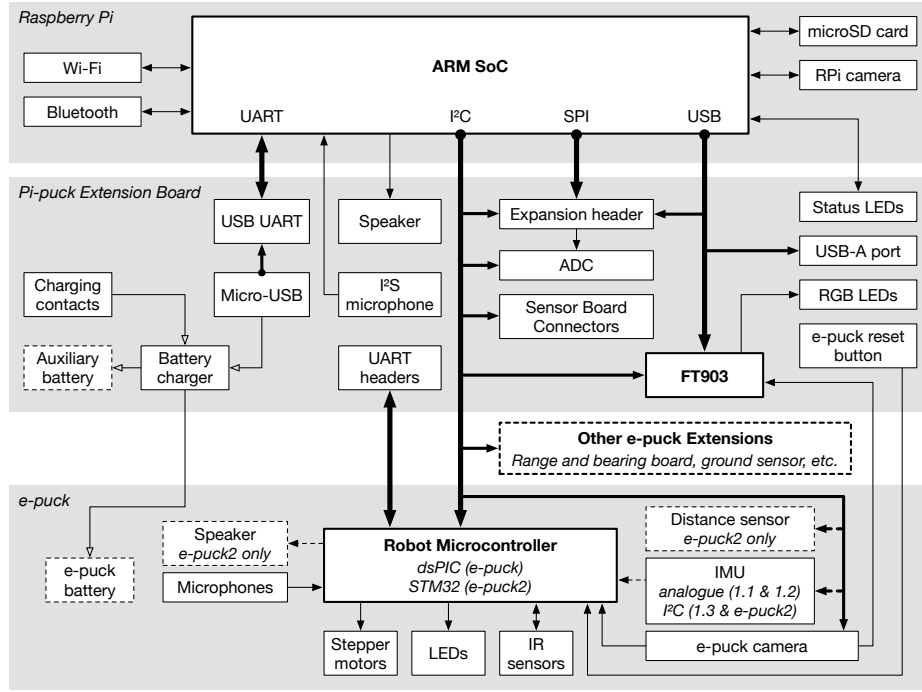 Raspberry Pi
ARM SoC
microSD card
Wi-Fi
RPi camera
Bluetooth
UART
I²C
SPI
USB
Pi-puck Extension Board
USB UART
Speaker
Expansion header
Status LEDs
ADC
USB-A port
Charging
contacts
Micro-USB
I²S
microphone
Sensor Board
Connectors
RGB LEDs
Auxiliary
battery
Battery
charger
UART
headers
FT903
e-puck reset
button
Other e-puck Extensions
Range and bearing board, ground sensor, etc.
e-puck
Speaker
e-puck2 only
Robot Microcontroller
dsPIC (e-puck)
STM32 (e-puck2)
Distance sensor
e-puck2 only
e-puck
battery
Microphones
IMU
analogue (1.1 & 1.2)
I²C (1.3 & e-puck2)
Stepper
motors
LEDs
IR
sensors
e-puck camera